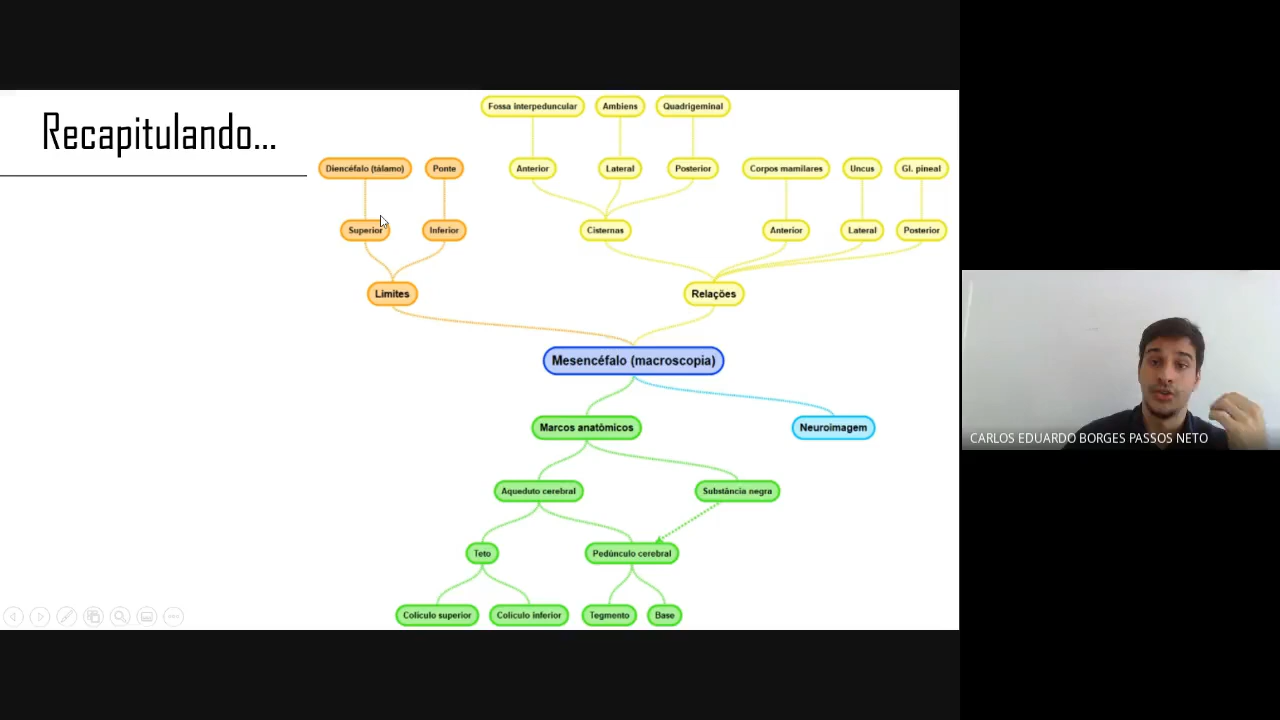 Recapitulando...
Fossa interpeduncular
Ambiens
Quadrigeminal
Diencéfalo (tálamo)
Ponte
Anterior
Lateral
Posterior
Corpos mamilares
Uncus
Gl. pineal
Superior
Inferior
Cisternas
Anterior
Lateral
Posterior
Limites
Relações
Mesencéfalo (macroscopia)
Marcos anatômicos
Neuroimagem
Aqueduto cerebral
Substância negra
Teto
Pedúnculo cerebral
Colículo superior
Colículo inferior
Tegmento
Base
CARLOS EDUARDO BORGES PASSOS NETO